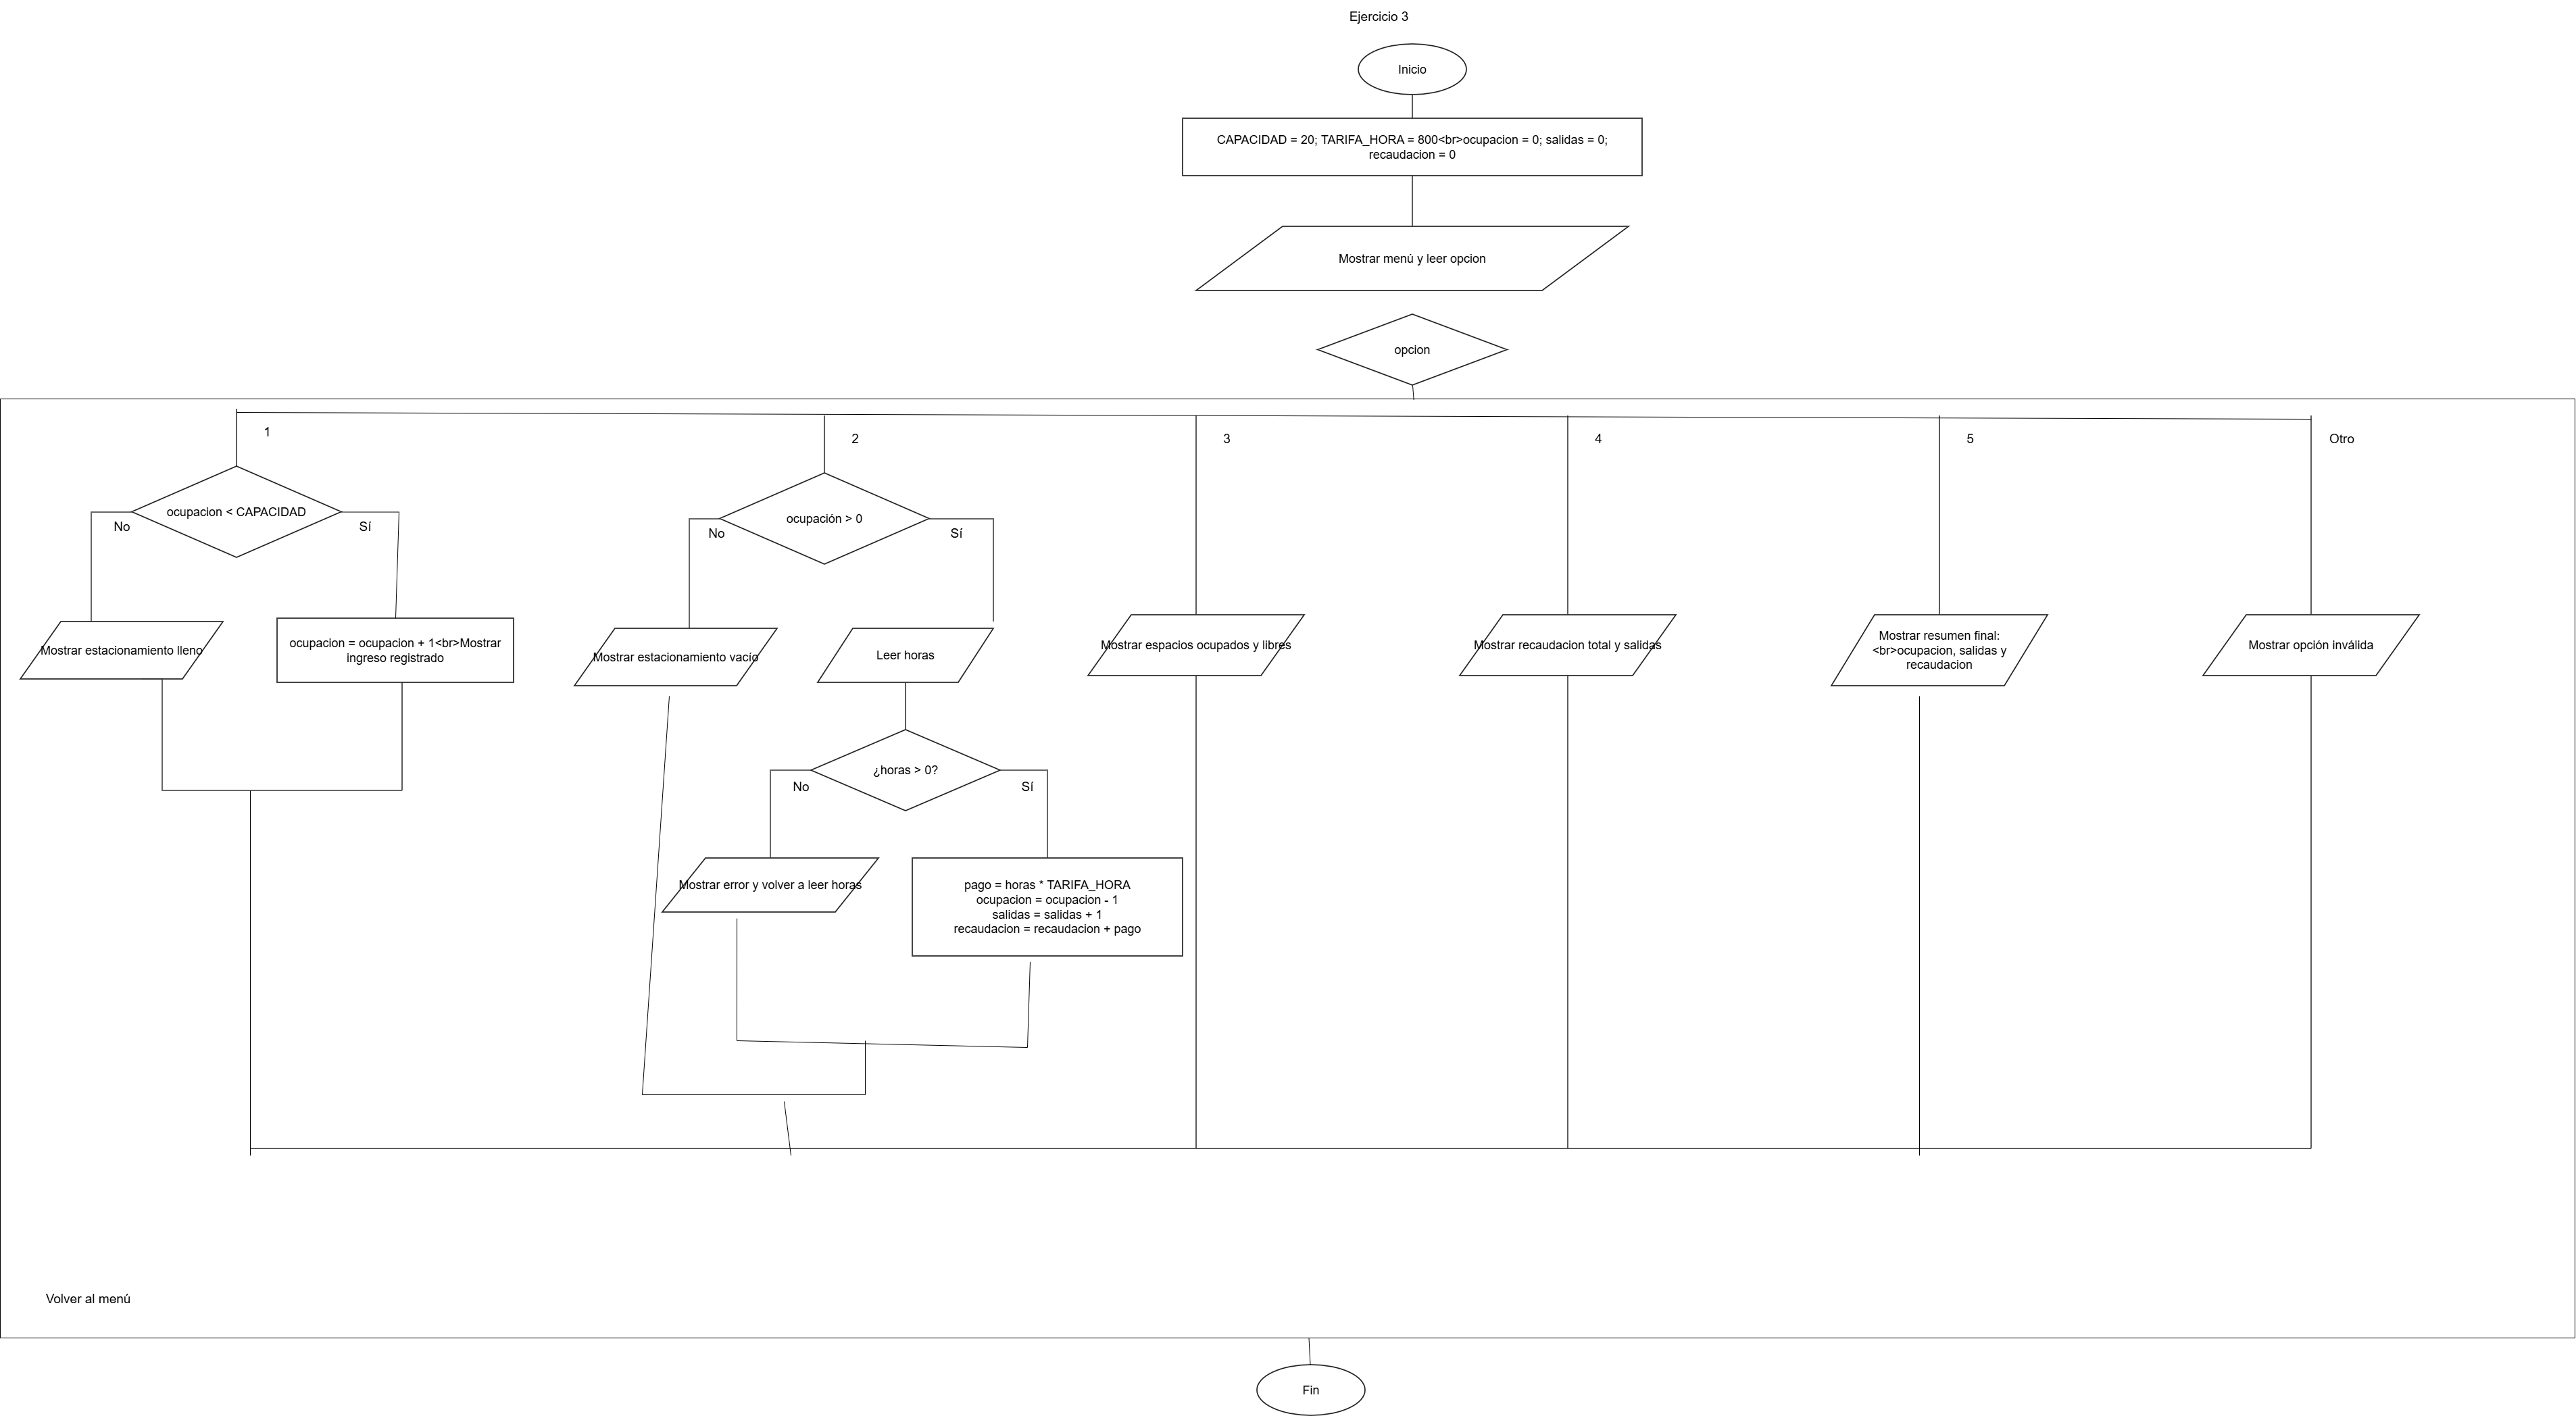 Ejercicio 3
Inicio
CAPACIDAD = 20; TARIFA_HORA = 800<br>ocupacion = 0; salidas = 0;
recaudacion = 0
Mostrar menú y leer opcion
opcion
1
2
3
4
5
Otro
ocupacion < CAPACIDAD
No
Sí
ocupación > 0
No
Sí
Mostrar estacionamiento lleno
ocupacion = ocupacion + 1<br>Mostrar
ingreso registrado
Mostrar estacionamiento vacío
Leer horas
Mostrar espacios ocupados y libres
Mostrar recaudacion total y salidas
Mostrar resumen final:
<br>ocupacion, salidas y
recaudacion
Mostrar opción inválida
¿horas > 0?
No
Sí
Mostrar error y volver a leer horas
pago = horas * TARIFA_HORA
ocupacion = ocupacion - 1
salidas = salidas + 1
recaudacion = recaudacion + pago
Volver al menú
Fin